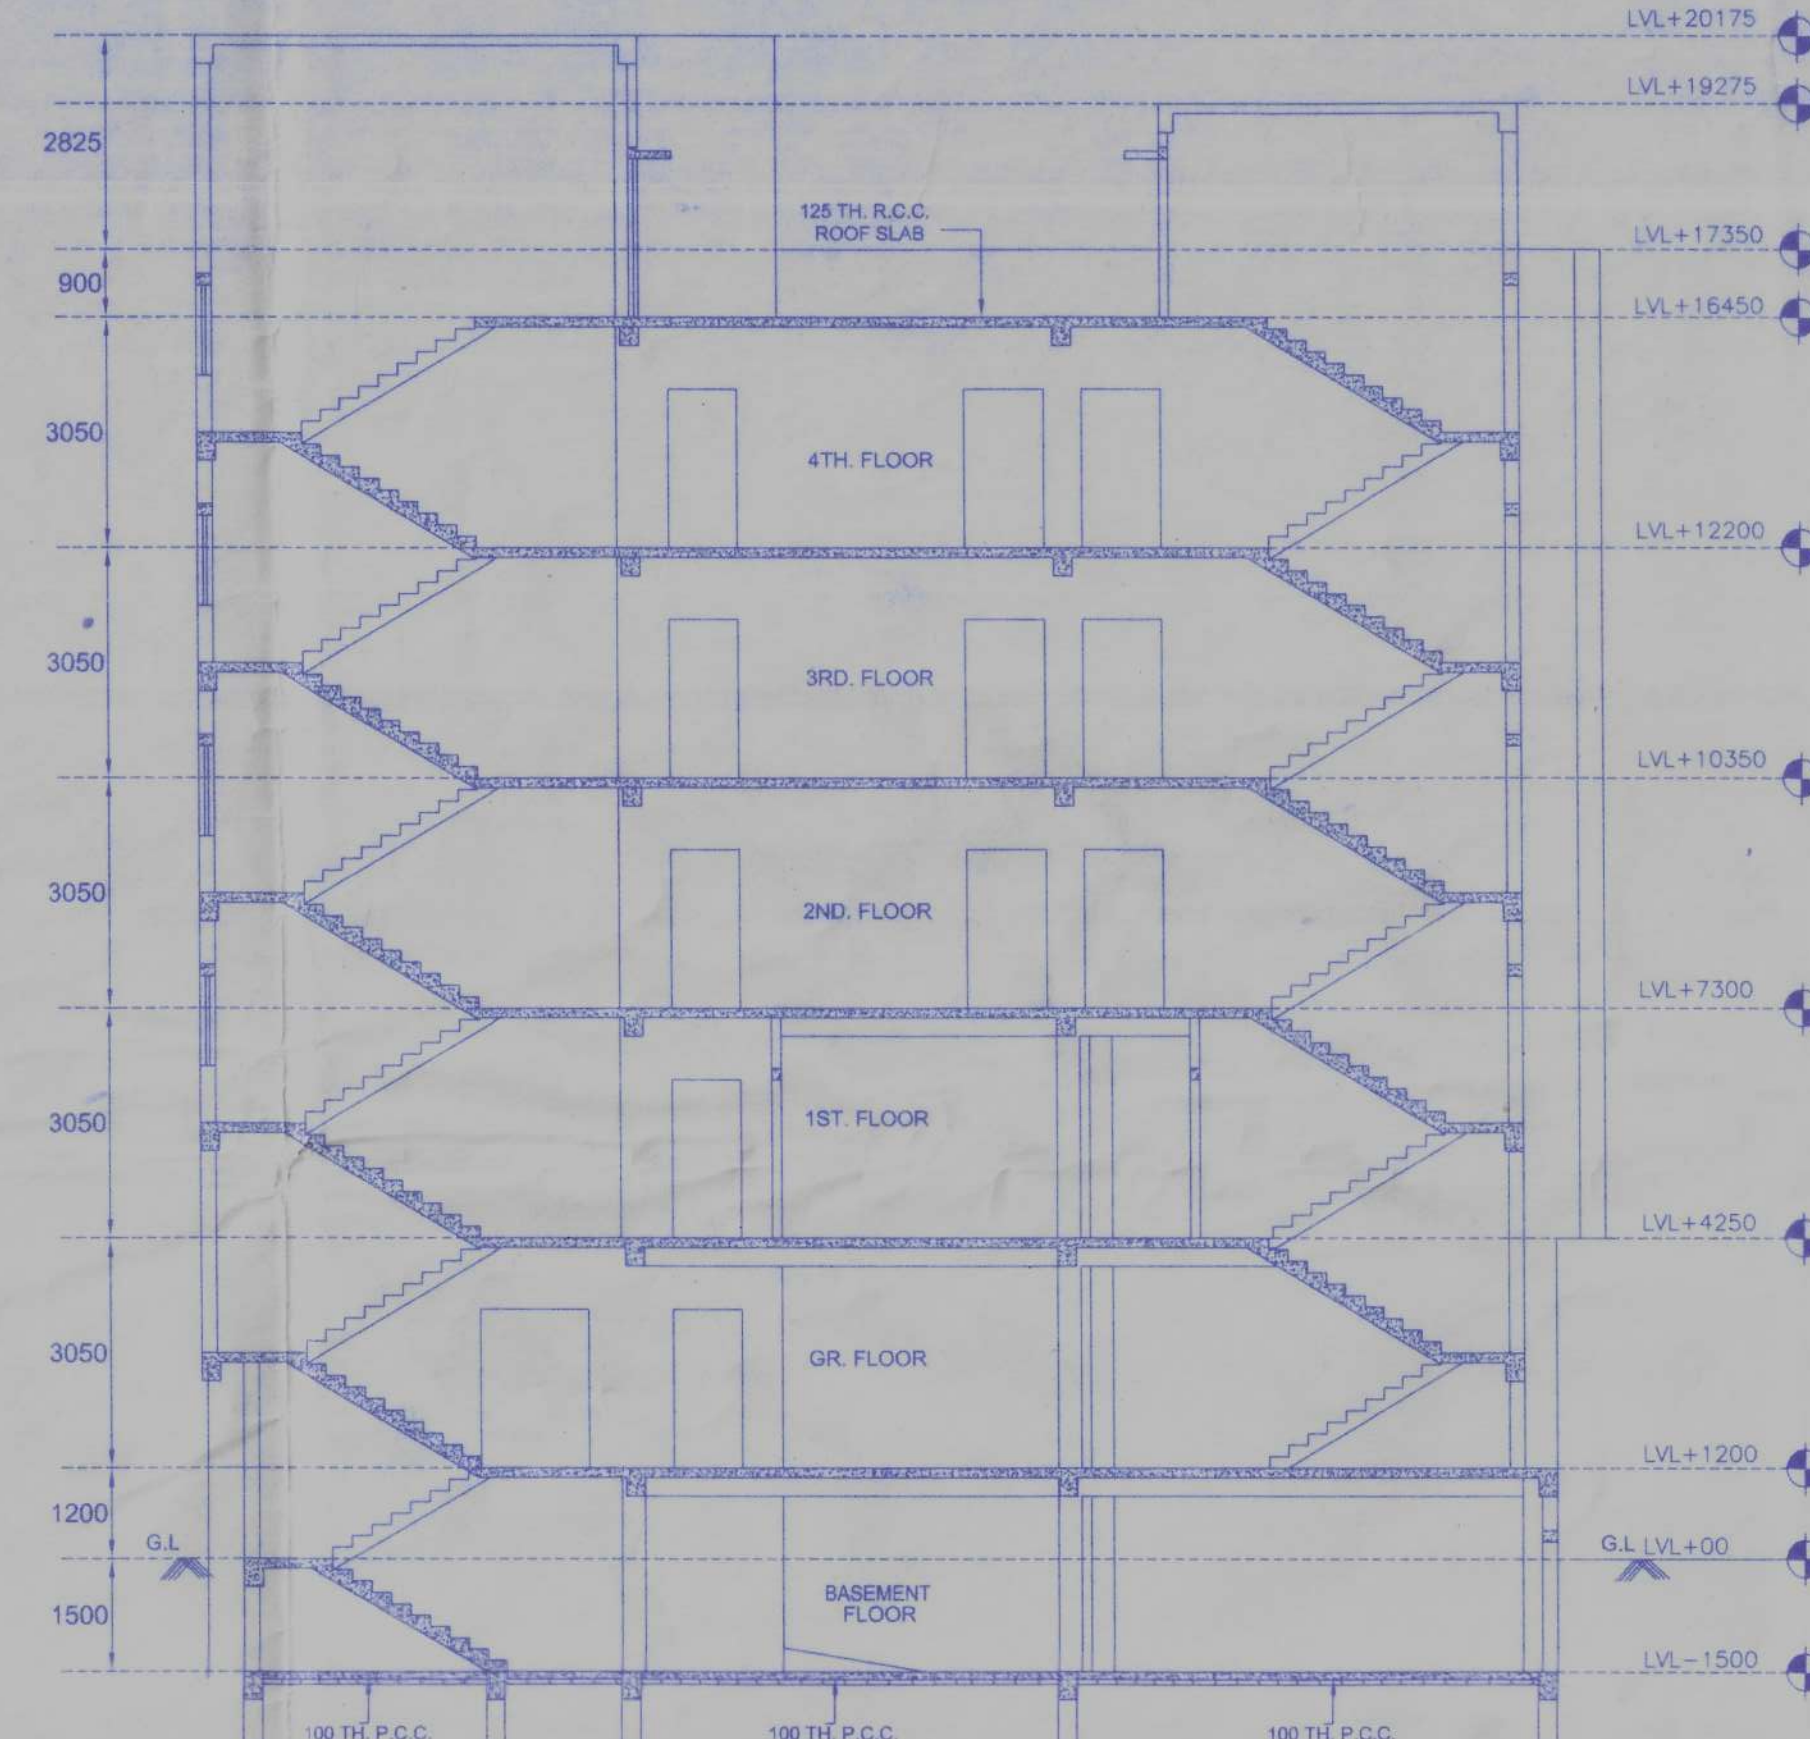 LVL+20175
LVL+19275
2825
125 TH. R.C.C.
ROOF SLAB
LVL+17350
900
LVL+16450
3050
4TH. FLOOR
LVL+12200
3050
3RD. FLOOR
LVL+10350
3050
2ND. FLOOR
LVL+7300
3050
1ST. FLOOR
LVL+4250
3050
GR. FLOOR
LVL+1200
1200
G.L
G.L LVL+00
1500
BASEMENT
FLOOR
LVL-1500
100 TH. P.C.C.
100 TH. P.C.C.
100 TH. P.C.C.